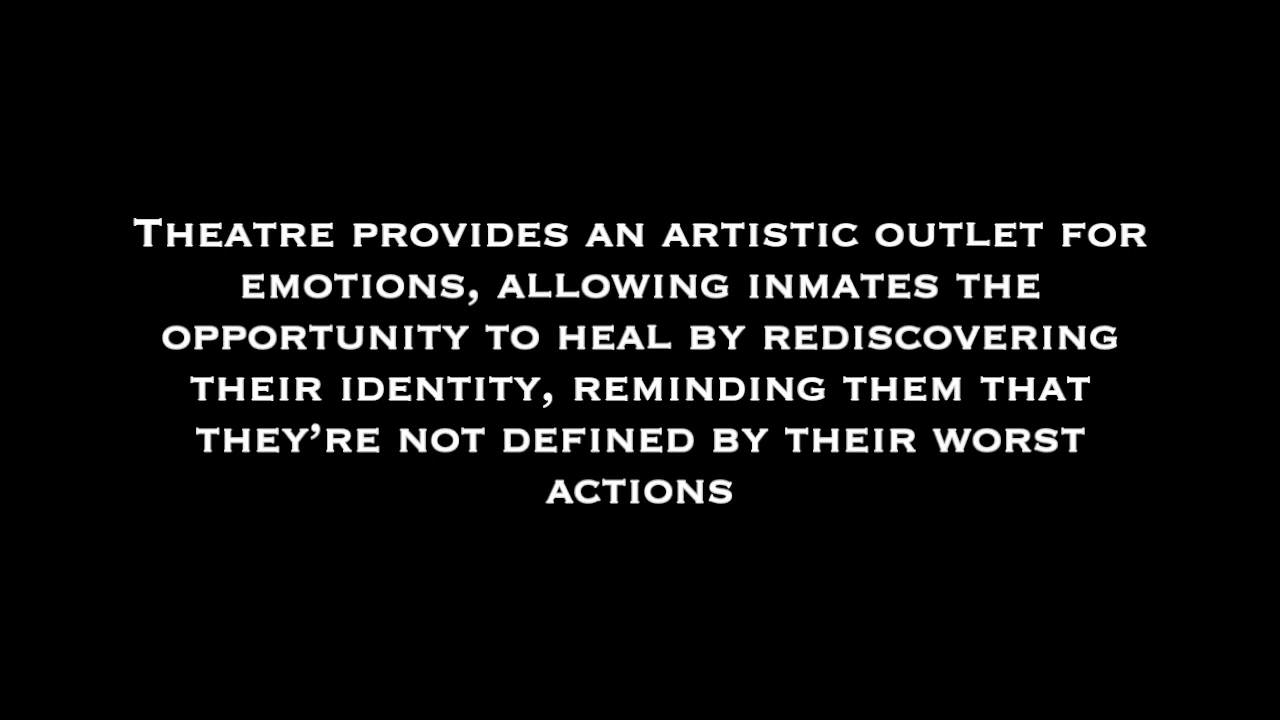 Theatre provides an artistic outlet for
emotions, allowing inmates the
opportunity to heal by rediscovering
their identity, reminding them that
they’re not defined by their worst
actions